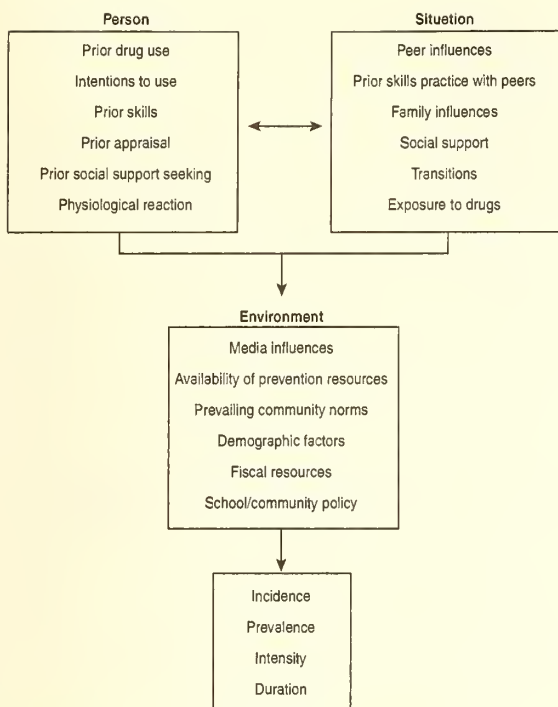 Person
Prior drug use
Intentions to use
Prior skills
Prior appraisal
Prior social support seeking
Physiological reaction
Situetion
Peer influences
Prior skills practice with peers
Family influences
Social support
Transitions
Exposure to drugs
Environment
Media influences
Availability of prevention resources
Prevailing community norms
Demographic factors
Fiscal resources
School/community policy
Incidence
Prevalence
Intensity
Duration